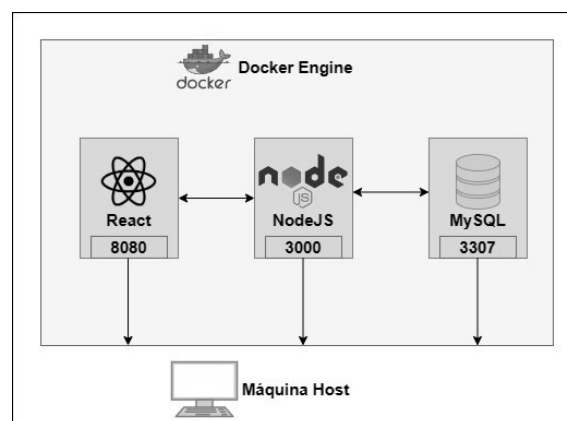 docker
Docker Engine
React
8080
node
JS
NodeJS
3000
MySQL
3307
Máquina Host